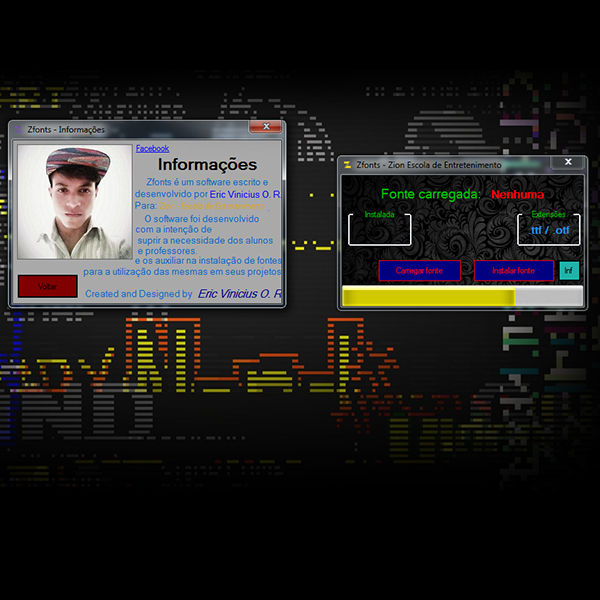 Zfonts - Informações
Facebook
Informações
Zfonts é um software escrito e
desenvolvido por Eric Vinicius O. R.
Para:
O software foi desenvolvido
com a intenção de
suprir a necessidade dos alunos
e professores.
e os auxiliar na instalação de fontes
para a utilização das mesmas em seus projetos
Voltar
Created and Designed by Eric Vinicius O. R.
Zfonts - Zion Escola de Entretenimento
Fonte carregada: Nenhuma
Instalada
Extensões
ttf / .otf
Carregar fonte
Instalar fonte
Inf